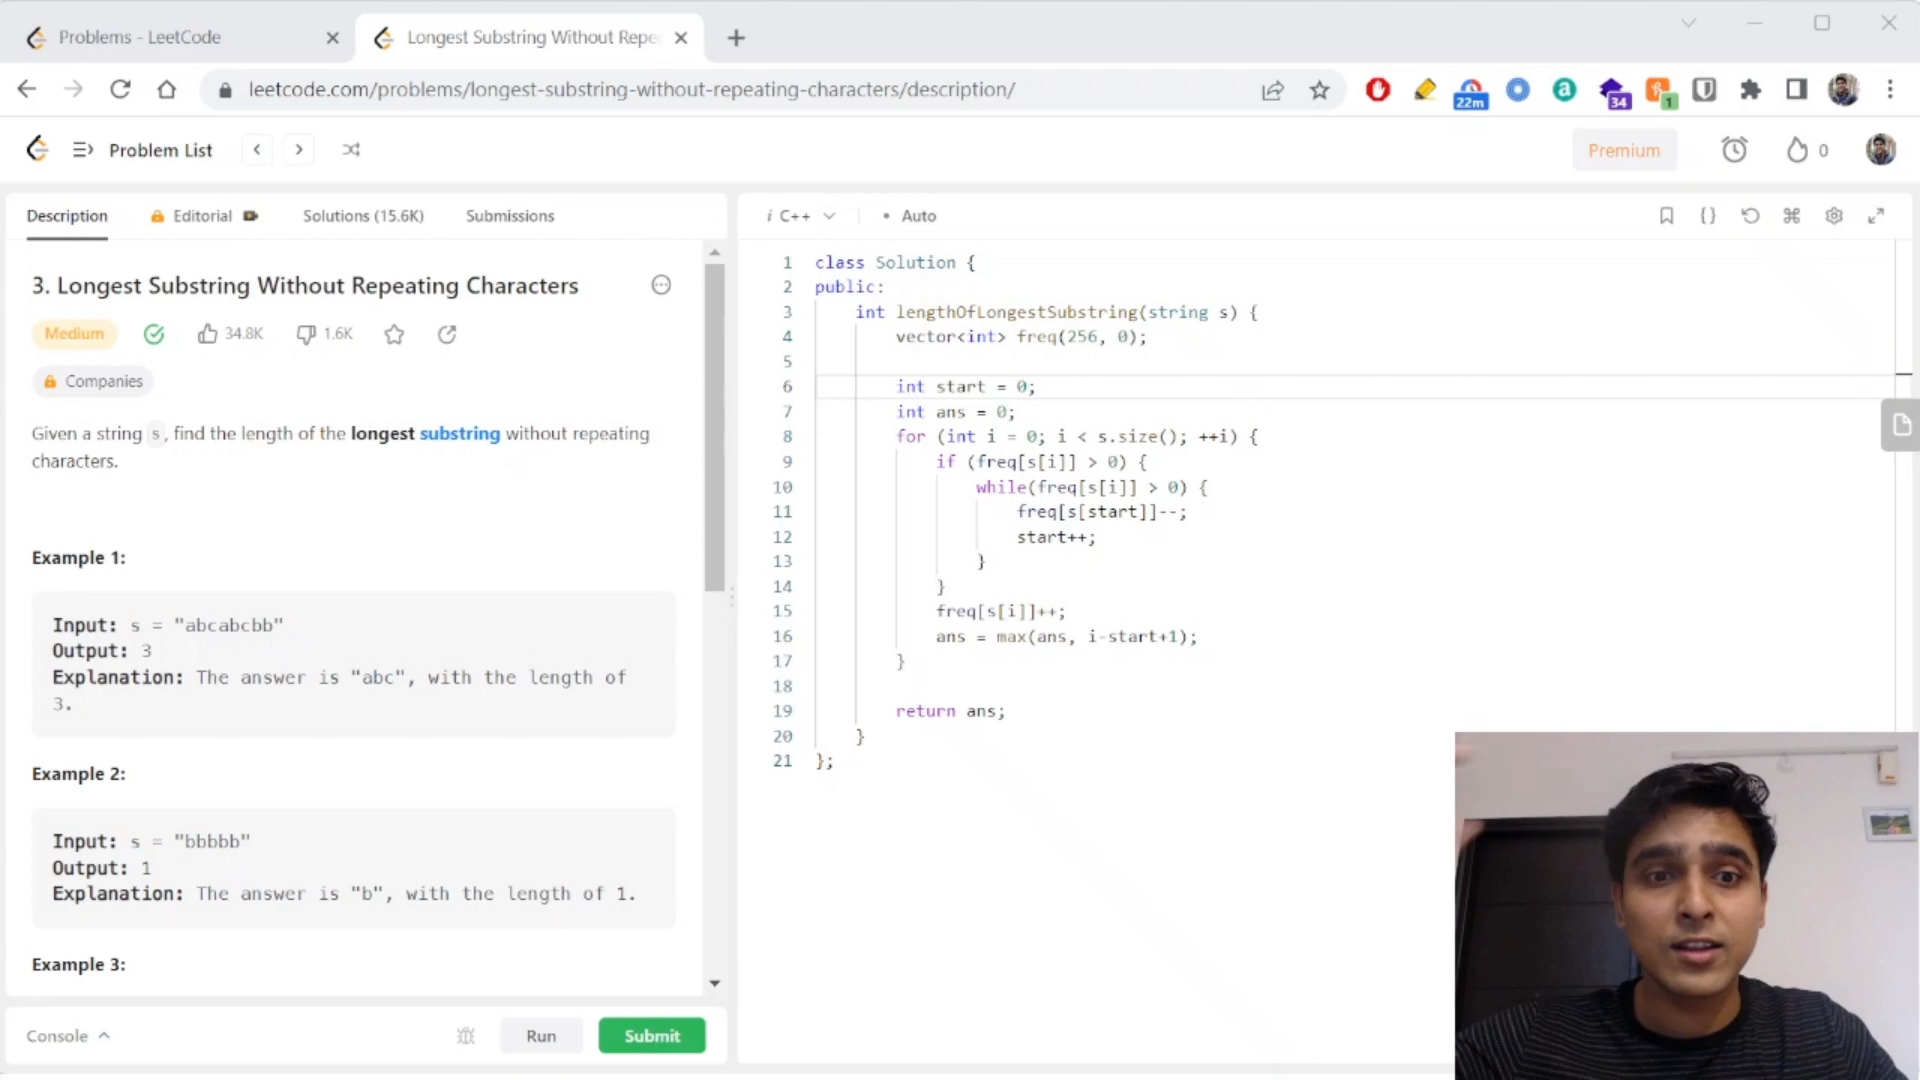 Problems - LeetCode
Longest Substring Without Repe
leetcode.com/problems/longest-substring-without-repeating-characters/description/
22m
34
1
Problem List
Premium
0
Description
Editorial
Solutions (15.6K)
Submissions
3. Longest Substring Without Repeating Characters
Medium
34.8K
1.6K
Companies
Given a string s, find the length of the longest substring without repeating
characters.
Example 1:
Input: s = "abcabcbb"
Output: 3
Explanation: The answer is "abc", with the length of
3.
Example 2:
Input: s = "bbbbb"
Output: 1
Explanation: The answer is "b", with the length of 1.
Example 3:
Console
Run
Submit
i C++
• Auto
1 class Solution {
2 public:
3 int lengthOfLongestSubstring(string s) {
4 vector<int> freq(256, 0);
5
6 int start = 0;
7 int ans = 0;
8 for (int i = 0; i < s.size(); ++i) {
9 if (freq[s[i]] > 0) {
10 while(freq[s[i]] > 0) {
11 freq[s[start]]--;
12 start++;
13 }
14 }
15 freq[s[i]]++;
16 ans = max(ans, i-start+1);
17 }
18
19 return ans;
20 }
21 };